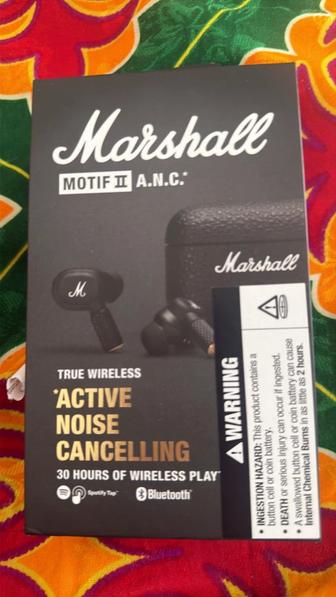 Marshall
MOTIF II A.N.C.*
Marshall
M
TRUE WIRELESS
*ACTIVE
NOISE
CANCELLING
30 HOURS OF WIRELESS PLAY
Spotify Tap™
Bluetooth®
WARNING
• INGESTION HAZARD: This product contains a
button cell or coin battery.
• DEATH or serious injury can occur if ingested.
• A swallowed button cell or coin battery can cause
Internal Chemical Burns in as little as 2 hours.